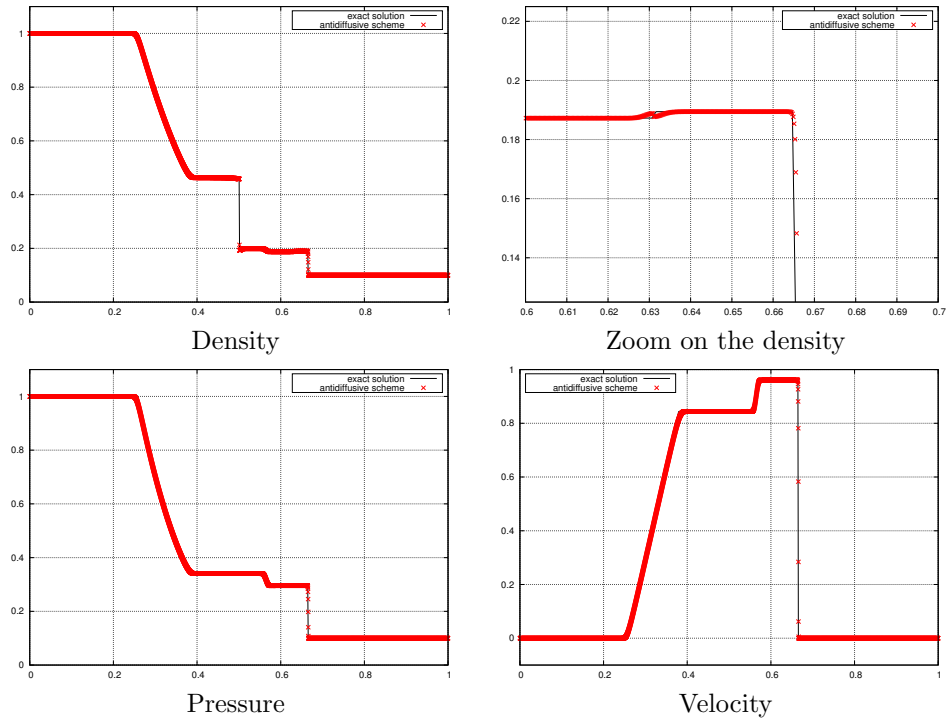 exact solution
antidiffusive scheme
1
0.8
0.6
0.4
0.2
0
0 0.2 0.4 0.6 0.8 1
Density
exact solution
antidiffusive scheme
0.22
0.2
0.18
0.16
0.14
0.6 0.61 0.62 0.63 0.64 0.65 0.66 0.67 0.68 0.69 0.7
Zoom on the density
exact solution
antidiffusive scheme
1
0.8
0.6
0.4
0.2
0
0 0.2 0.4 0.6 0.8 1
Pressure
exact solution
antidiffusive scheme
1
0.8
0.6
0.4
0.2
0
0 0.2 0.4 0.6 0.8 1
Velocity